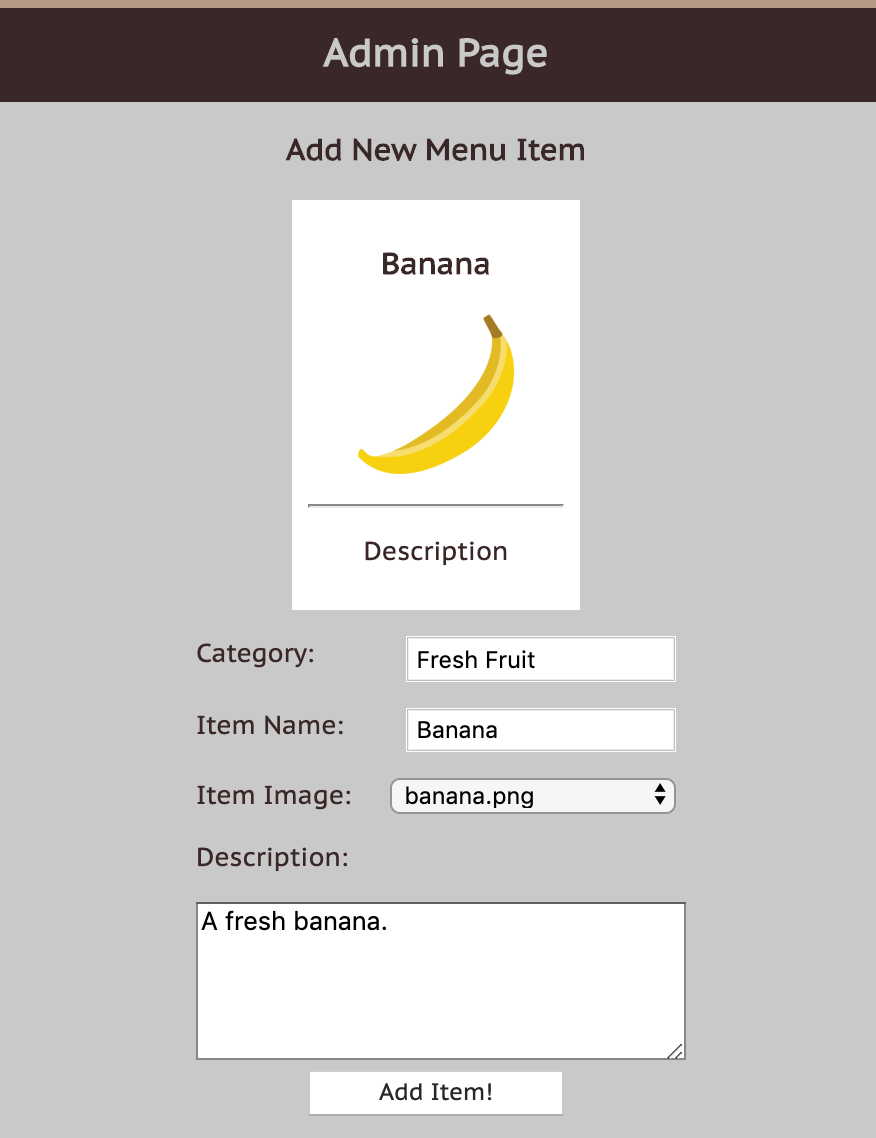 Admin Page
Add New Menu Item
Banana
Description
Category: Fresh Fruit
Item Name: Banana
Item Image: banana.png
Description:
A fresh banana.
Add Item!